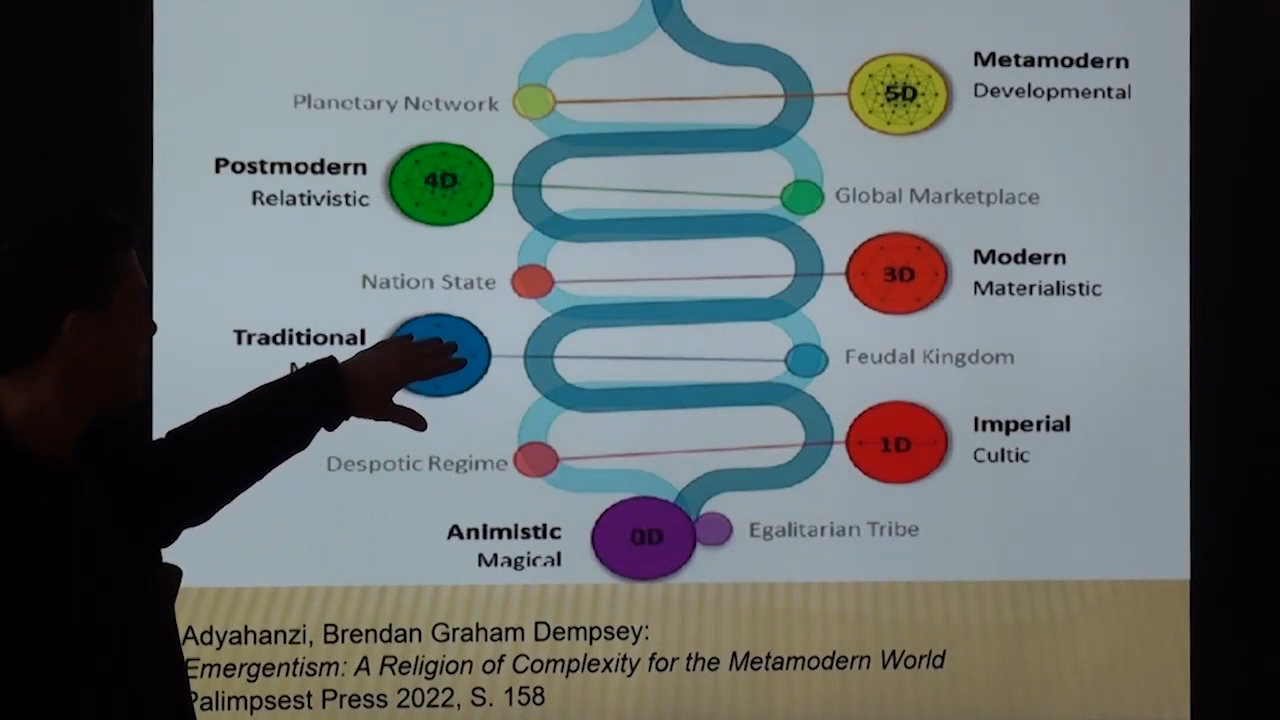 Metamodern
5D
Developmental
Planetary Network
Postmodern
4D
Relativistic
Global Marketplace
Modern
3D
Materialistic
Nation State
Traditional
Feudal Kingdom
Imperial
1D
Cultic
Despotic Regime
Animistic
0D
Egalitarian Tribe
Magical
Adyahanzi, Brendan Graham Dempsey:
Emergentism: A Religion of Complexity for the Metamodern World
Palimpsest Press 2022, S. 158